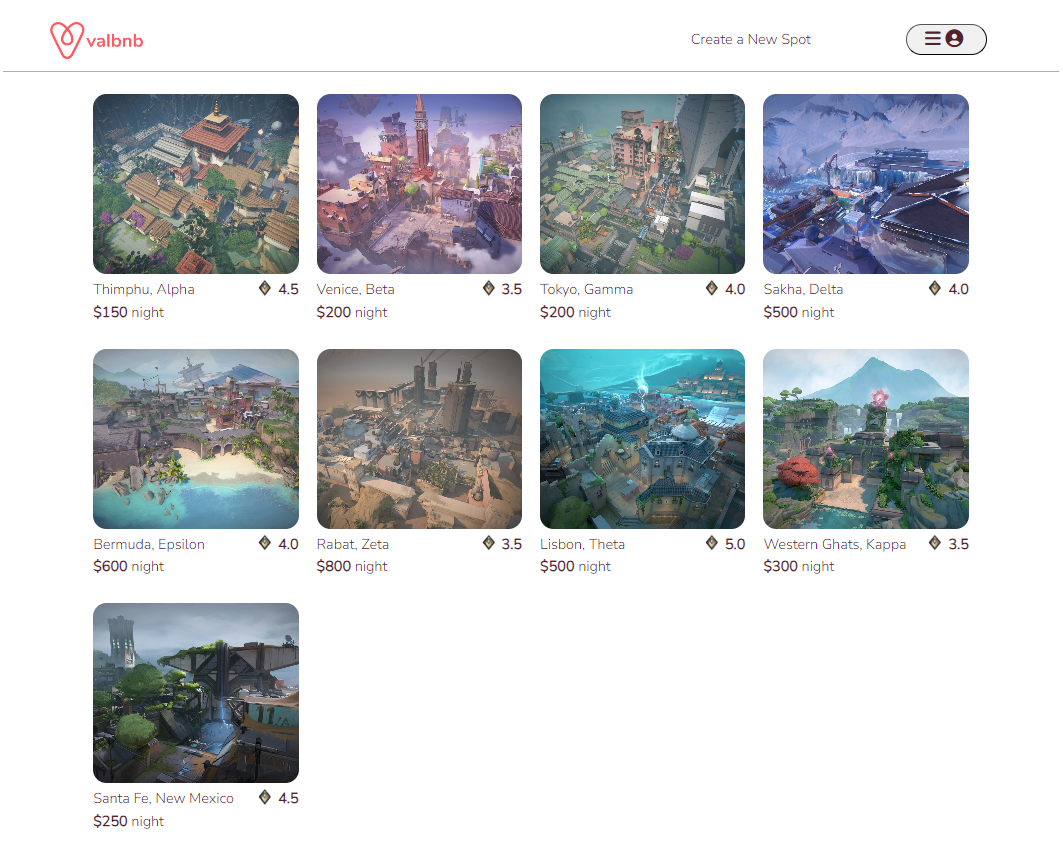 valbnb
Create a New Spot
Thimphu, Alpha 4.5
$150 night
Venice, Beta 3.5
$200 night
Tokyo, Gamma 4.0
$200 night
Sakha, Delta 4.0
$500 night
Bermuda, Epsilon 4.0
$600 night
Rabat, Zeta 3.5
$800 night
Lisbon, Theta 5.0
$500 night
Western Ghats, Kappa 3.5
$300 night
Santa Fe, New Mexico 4.5
$250 night